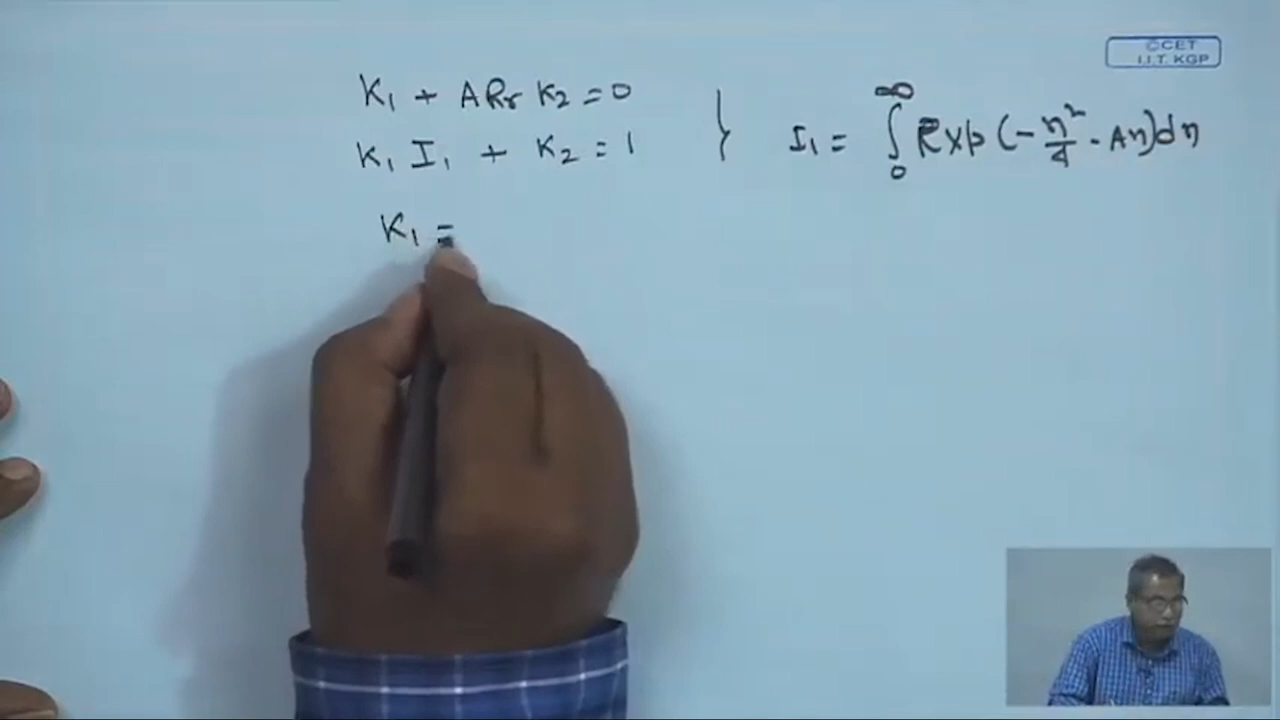 ©CET
I.I.T. KGP
K₁ + ARr K₂ = 0
K₁ I₁ + K₂ = 1
I₁ = ∫₀^∞ Exp (-η²/4 - Aη) dη
K₁ =